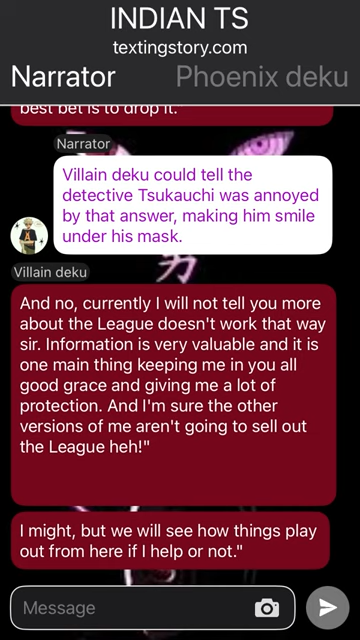 INDIAN TS
textingstory.com
Narrator Phoenix deku
best bet is to drop it.
Narrator
Villain deku could tell the
detective Tsukauchi was annoyed
by that answer, making him smile
under his mask.
力
Villain deku
And no, currently I will not tell you more
about the League doesn't work that way
sir. Information is very valuable and it is
one main thing keeping me in you all
good grace and giving me a lot of
protection. And I'm sure the other
versions of me aren't going to sell out
the League heh!"
I might, but we will see how things play
out from here if I help or not."
Message